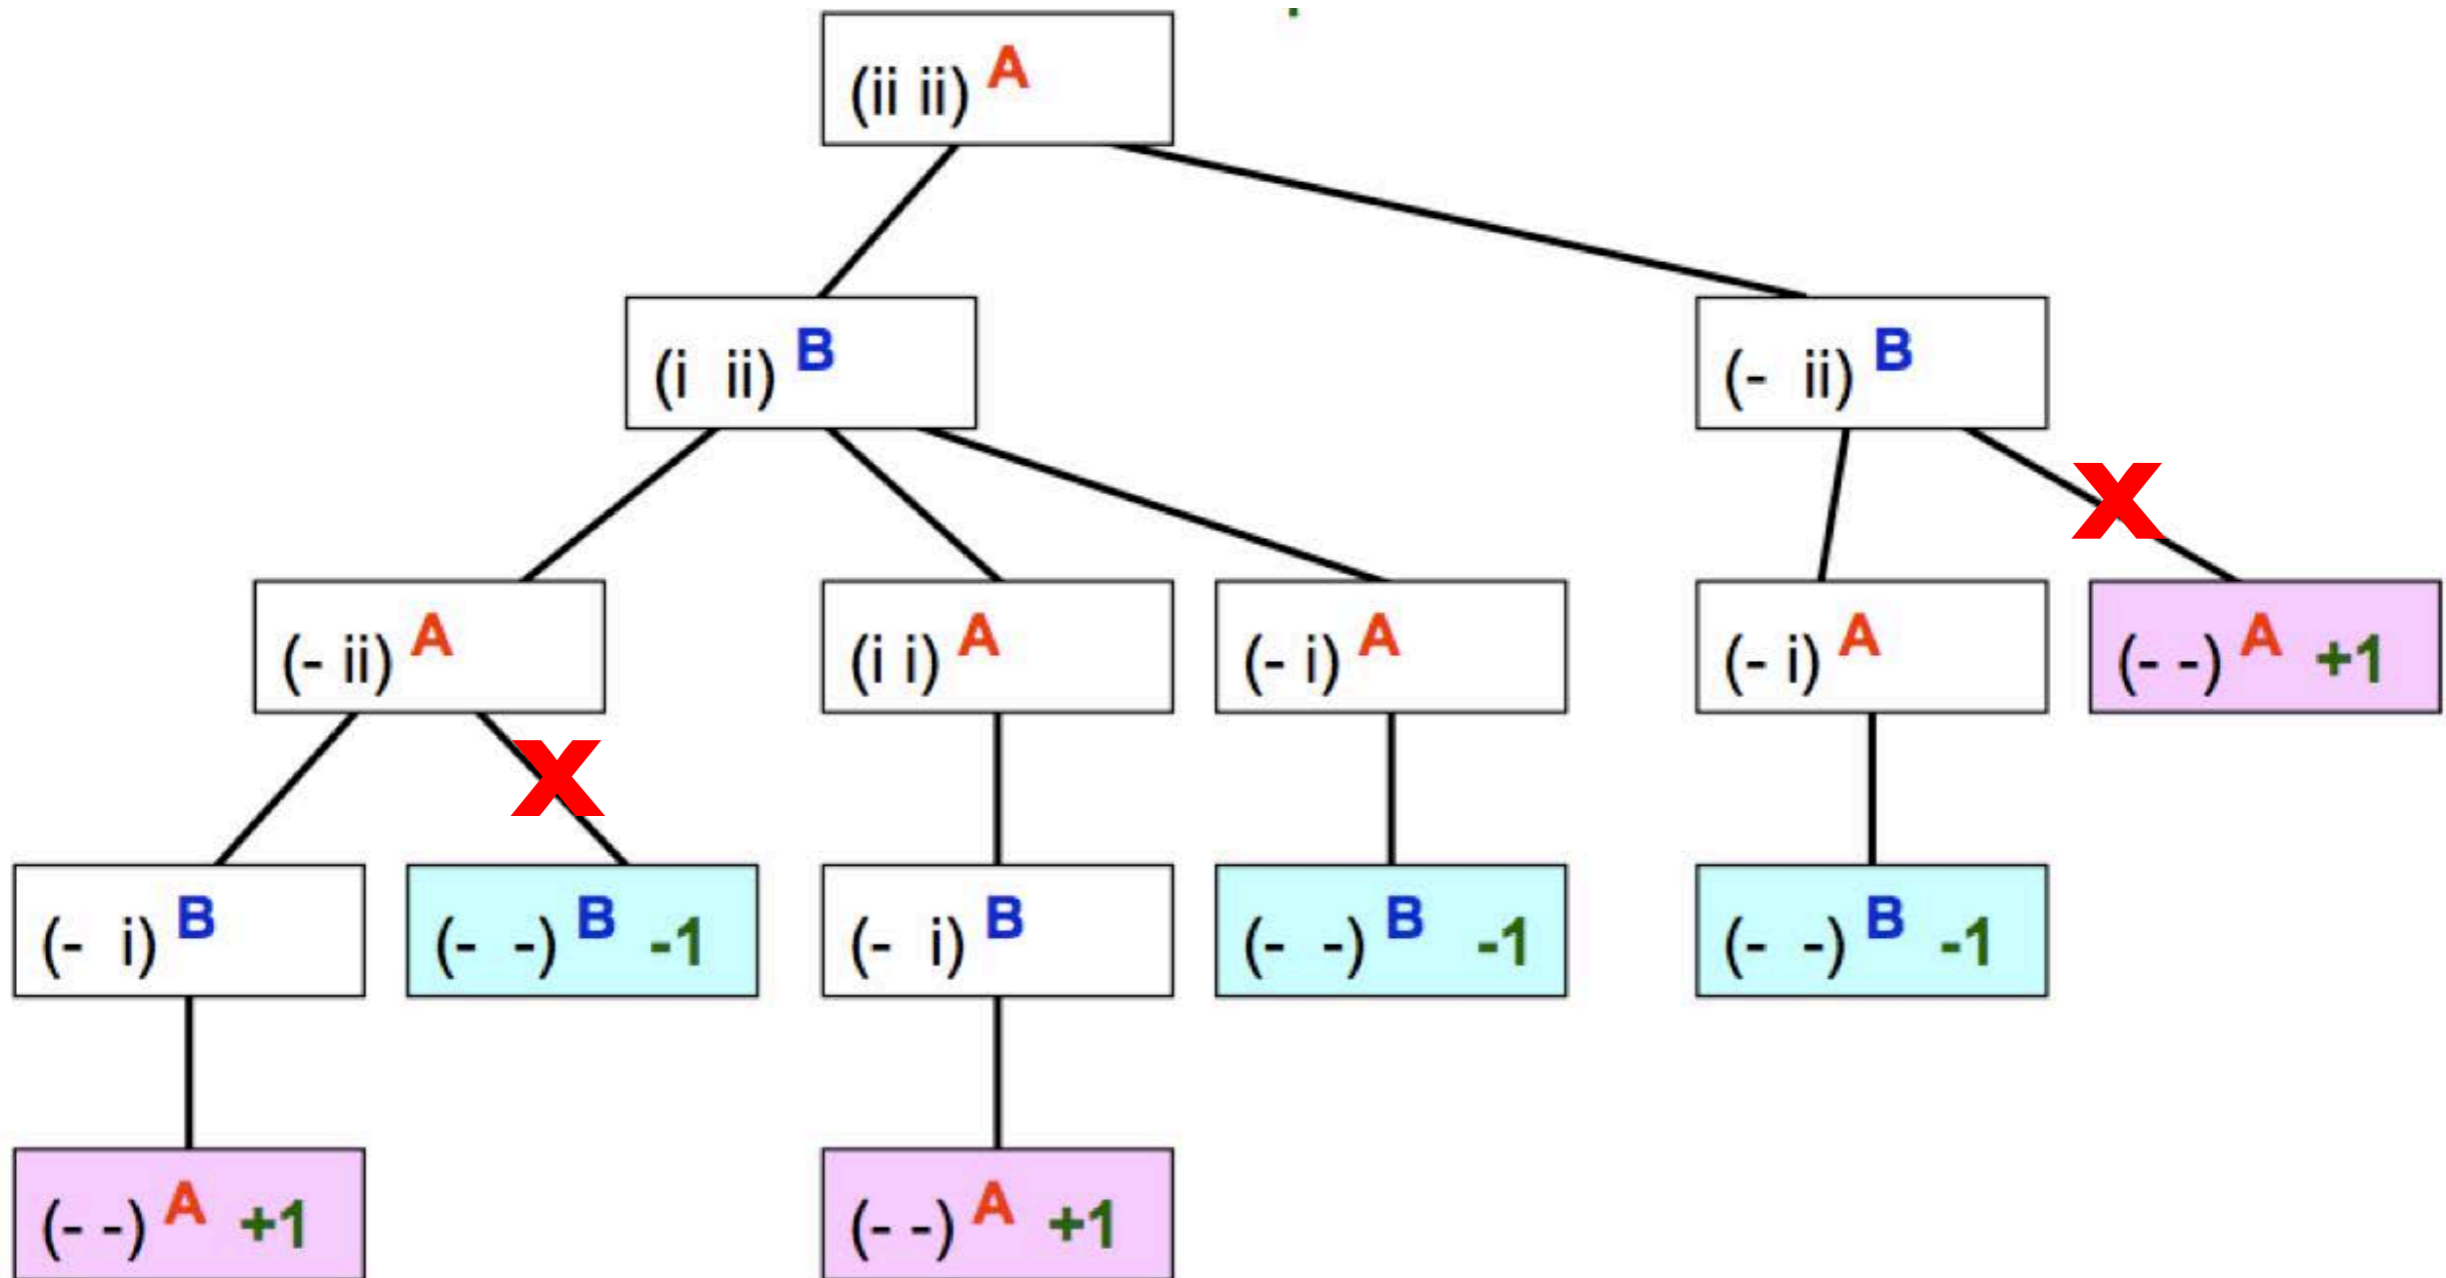 (ii ii) A
(i ii) B
(- ii) B
X
(- ii) A
(i i) A
(- i) A
(- i) A
(- -) A +1
X
(- i) B
(- -) B -1
(- i) B
(- -) B -1
(- -) B -1
(- -) A +1
(- -) A +1